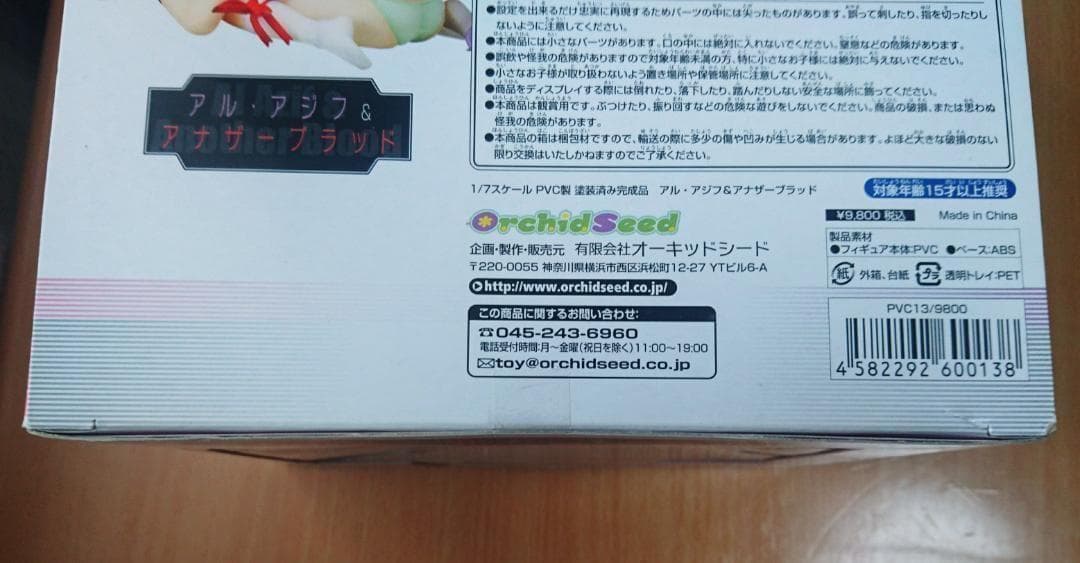 ●設定を出来るだけ忠実に再現するためパーツの中には尖ったものがあります。誤って刺したり、指を切ったりし
ないように注意してください。
●本商品には小さなパーツがあります。口の中には絶対に入れないでください。窒息などの危険があります。
●誤飲や怪我の危険がありますので対象年齢未満の方、特に小さなお子様には絶対に与えないでください。
●小さなお子様が取り扱わないよう置き場所や保管場所に注意してください。
●商品をディスプレイする際には倒れたり、落下したり、踏んだりしない安全な場所に飾ってください。
●本商品は観賞用です。ぶつけたり、振り回すなどの危険な遊びをしないでください。商品の破損、または思わぬ
怪我の危険があります。
●本商品の箱は梱包材ですので、輸送の際に多少の傷や凹みが生じる場合があります。よほど大きな破損のない
限り交換はいたしかねますのでご了承ください。
アル・アジフ&
アナザーブラッド
1/7スケール PVC製 塗装済み完成品 アル・アジフ&アナザーブラッド
対象年齢15才以上推奨
OrchidSeed
企画・製作・販売元 有限会社オーキッドシード
〒220-0055 神奈川県横浜市西区浜松町12-27 YTビル6-A
http://www.orchidseed.co.jp/
この商品に関するお問い合わせ:
☎045-243-6960
電話受付時間:月〜金曜(祝日を除く)11:00〜19:00
✉toy@orchidseed.co.jp
¥9,800 税込
Made in China
製品素材
●フィギュア本体:PVC ●ベース:ABS
紙 外箱、台紙 プラ 透明トレイ:PET
PVC13/9800
4 582292 600138